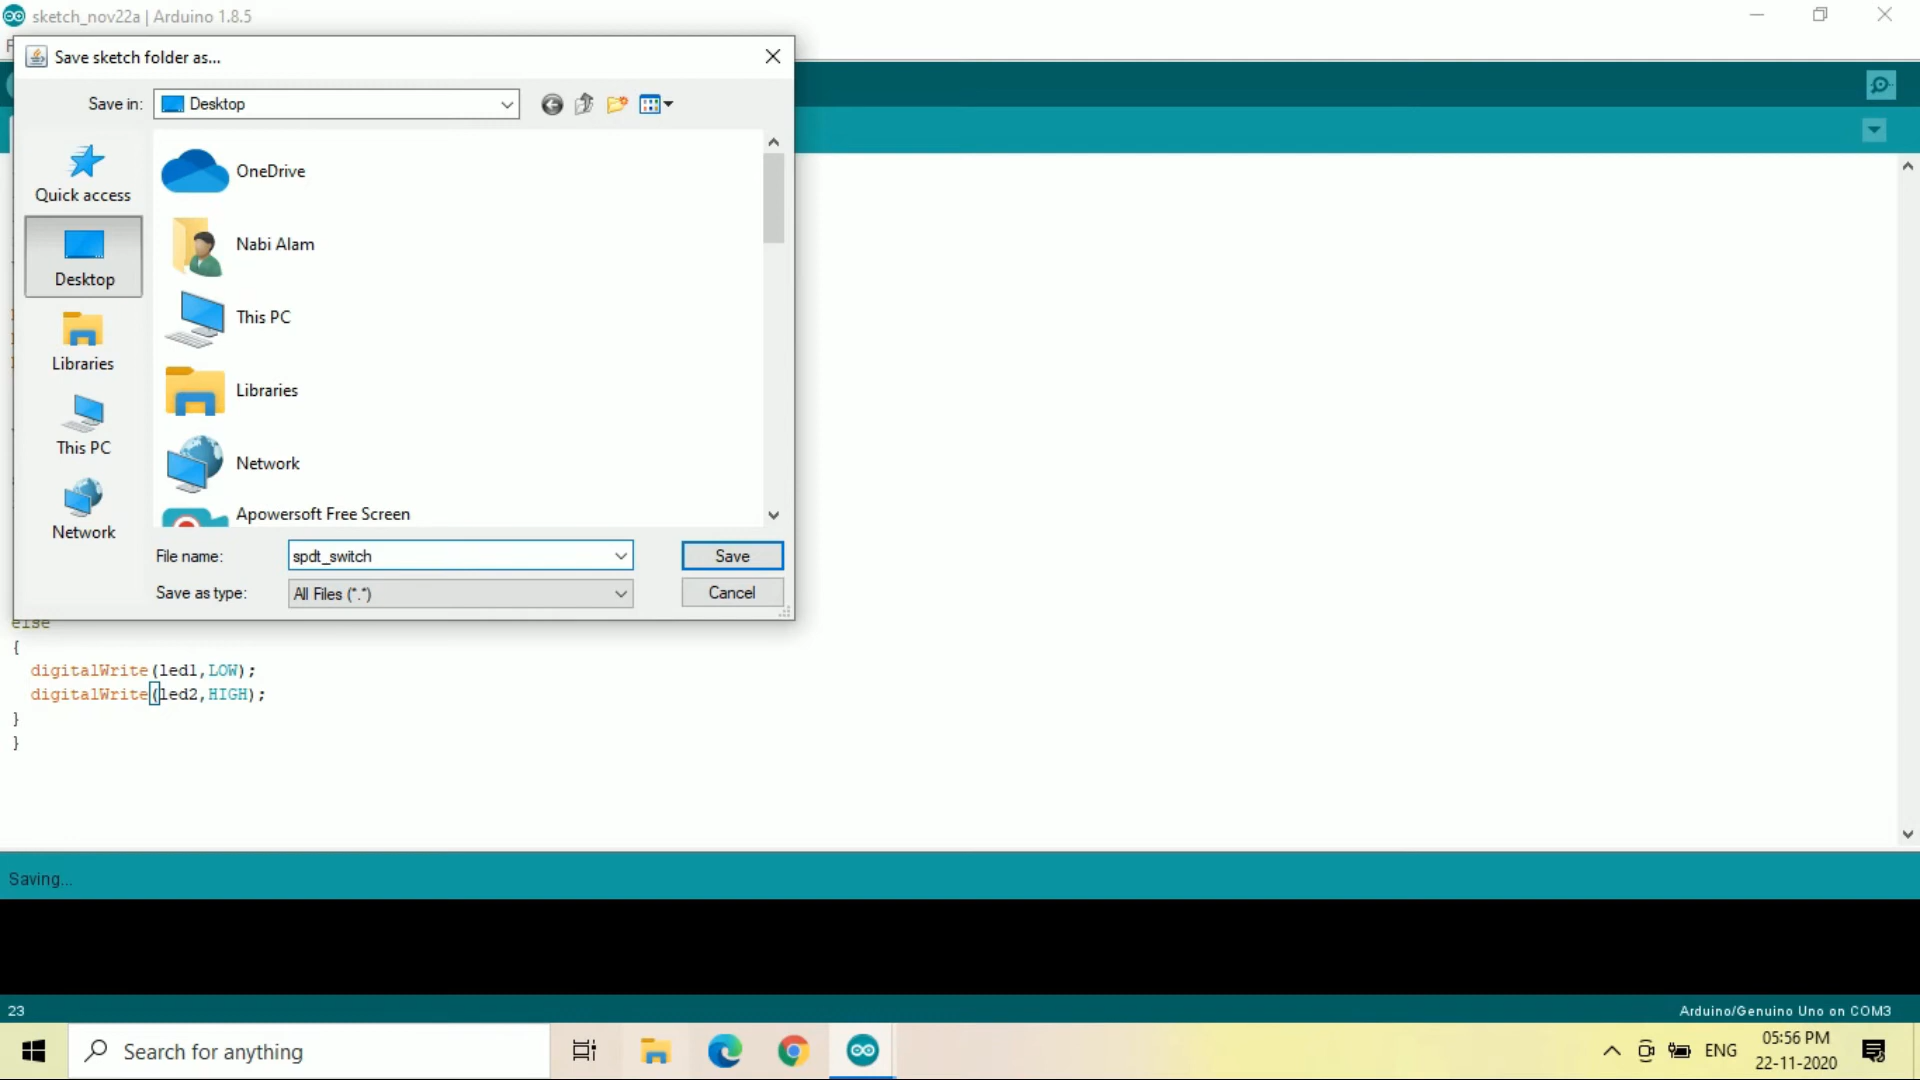 sketch_nov22a | Arduino 1.8.5
Save sketch folder as...
Save in:
Desktop
Quick access
Desktop
Libraries
This PC
Network
OneDrive
Nabi Alam
This PC
Libraries
Network
Apowersoft Free Screen
File name:
spdt_switch
Save
Save as type:
All Files (*.*)
Cancel
else
{
digitalWrite(led1,LOW);
digitalWrite(led2,HIGH);
}
}
Saving...
23
Arduino/Genuino Uno on COM3
Search for anything
ENG
05:56 PM
22-11-2020